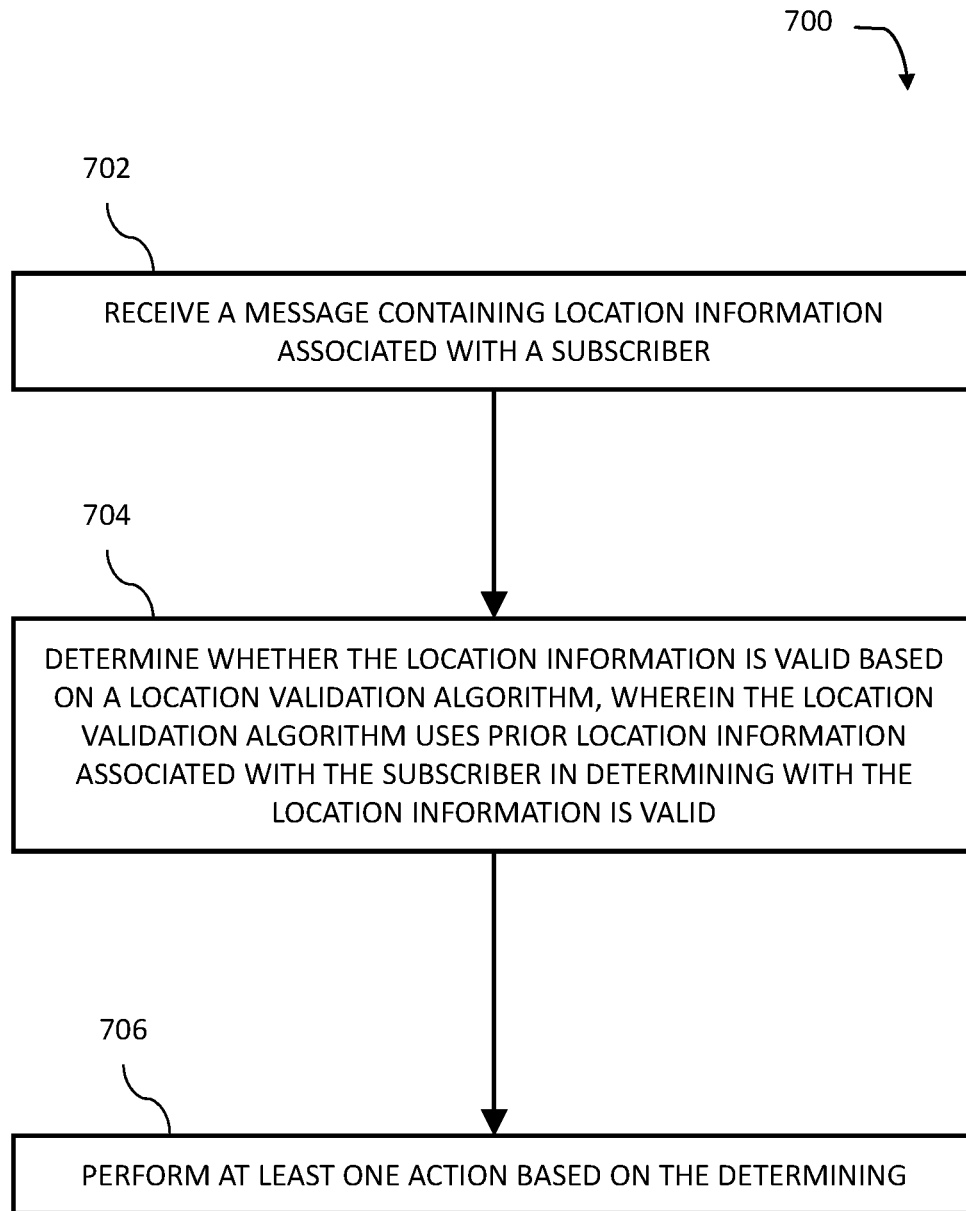 700
702
RECEIVE A MESSAGE CONTAINING LOCATION INFORMATION
ASSOCIATED WITH A SUBSCRIBER
704
DETERMINE WHETHER THE LOCATION INFORMATION IS VALID BASED
ON A LOCATION VALIDATION ALGORITHM, WHEREIN THE LOCATION
VALIDATION ALGORITHM USES PRIOR LOCATION INFORMATION
ASSOCIATED WITH THE SUBSCRIBER IN DETERMINING WITH THE
LOCATION INFORMATION IS VALID
706
PERFORM AT LEAST ONE ACTION BASED ON THE DETERMINING